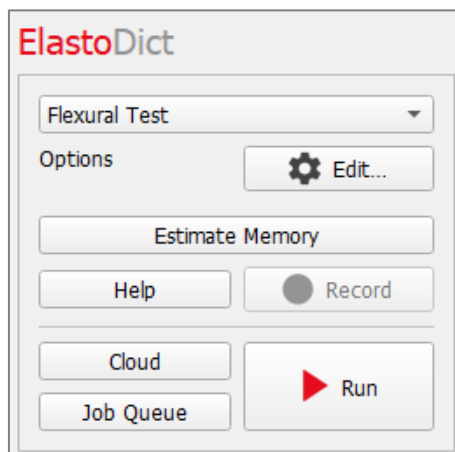 ElastoDict
Flexural Test
Options
Edit...
Estimate Memory
Help
Record
Cloud
Run
Job Queue